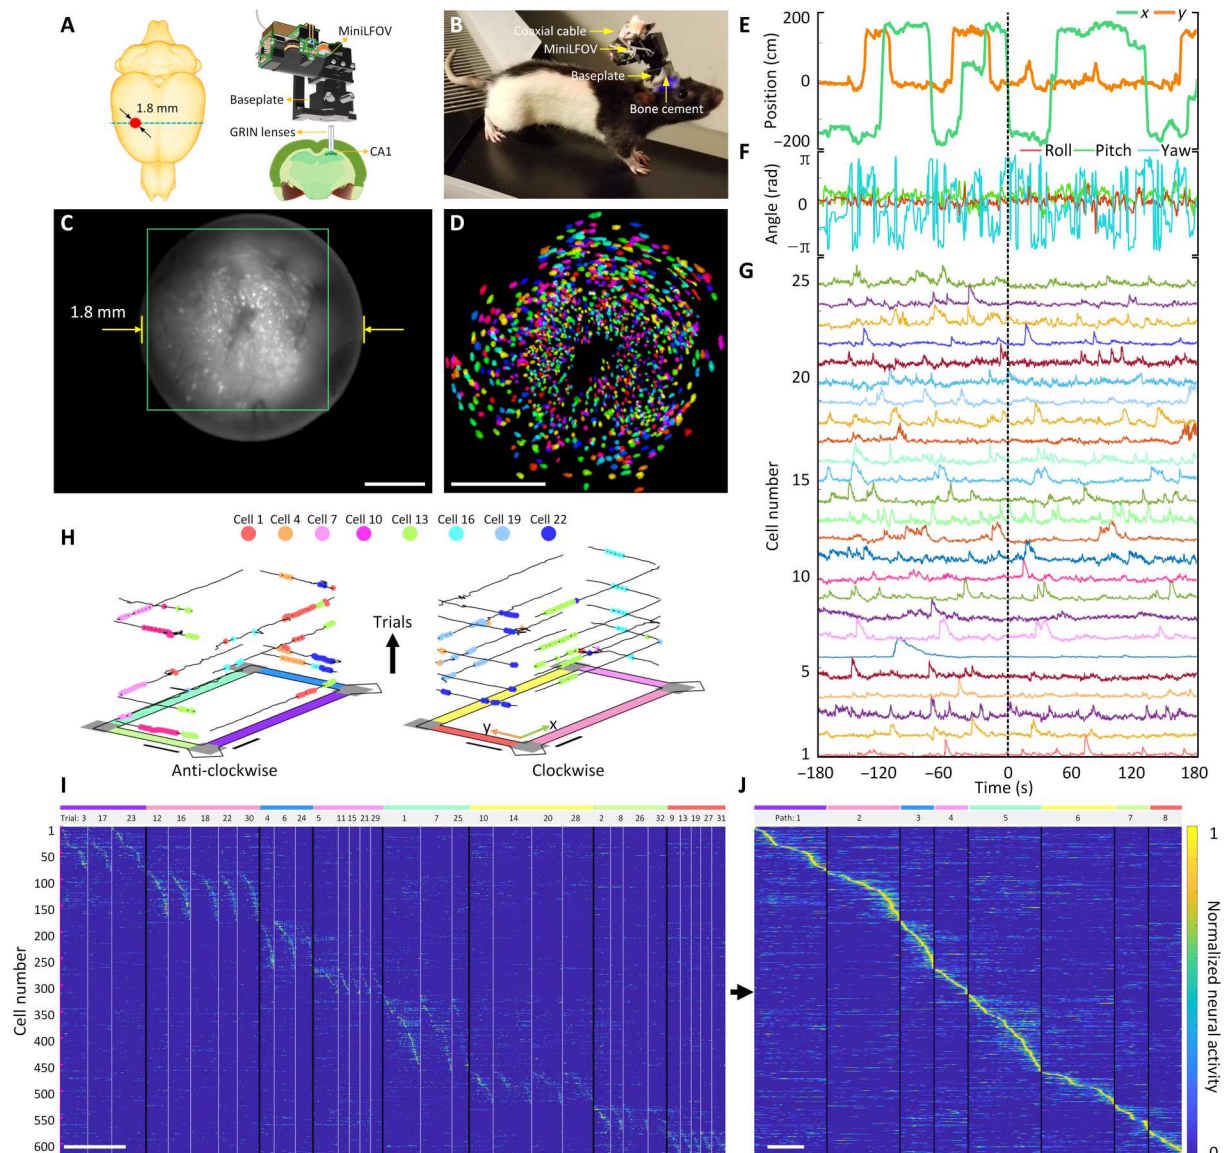 A
1.8 mm
MiniLFOV
Baseplate
GRIN lenses
CA1
B
Coaxial cable
MiniLFOV
Baseplate
Bone cement
C
1.8 mm
D
E
x y
200
0
−200
Position (cm)
F
Roll Pitch Yaw
π
0
−π
Angle (rad)
G
25
20
15
10
5
1
Cell number
−180 −120 −60 0 60 120 180
Time (s)
H
Cell 1 Cell 4 Cell 7 Cell 10 Cell 13 Cell 16 Cell 19 Cell 22
Trials
y x
Anti-clockwise Clockwise
I
Trial: 3 17 23 12 16 18 22 30 4 6 24 5 11 15 21 29 1 7 25 10 14 20 28 2 8 26 32 9 13 19 27 31
1
50
100
150
200
250
300
350
400
450
500
550
600
Cell number
J
Path: 1 2 3 4 5 6 7 8
1
0
Normalized neural activity